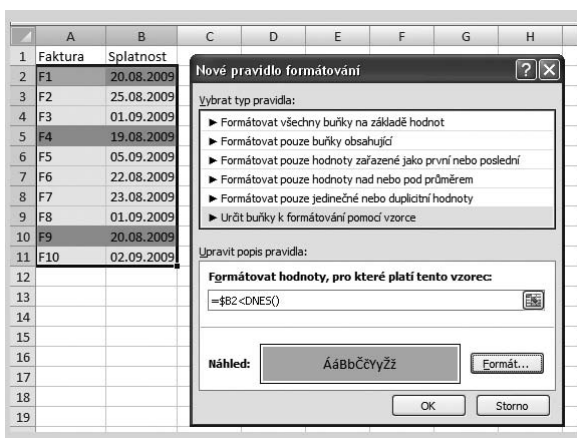 A B C D E F G H
1 Faktura Splatnost
2 F1 20.08.2009
3 F2 25.08.2009
4 F3 01.09.2009
5 F4 19.08.2009
6 F5 05.09.2009
7 F6 22.08.2009
8 F7 23.08.2009
9 F8 01.09.2009
10 F9 20.08.2009
11 F10 02.09.2009
12
13
14
15
16
17
18
19
Nové pravidlo formátování
Vybrat typ pravidla:
► Formátovat všechny buňky na základě hodnot
► Formátovat pouze buňky obsahující
► Formátovat pouze hodnoty zařazené jako první nebo poslední
► Formátovat pouze hodnoty nad nebo pod průměrem
► Formátovat pouze jedinečné nebo duplicitní hodnoty
► Určit buňky k formátování pomocí vzorce
Upravit popis pravidla:
Formátovat hodnoty, pro které platí tento vzorec:
=$B2<DNES()
Náhled: ÁáBbČčYyŽž Formát...
OK Storno